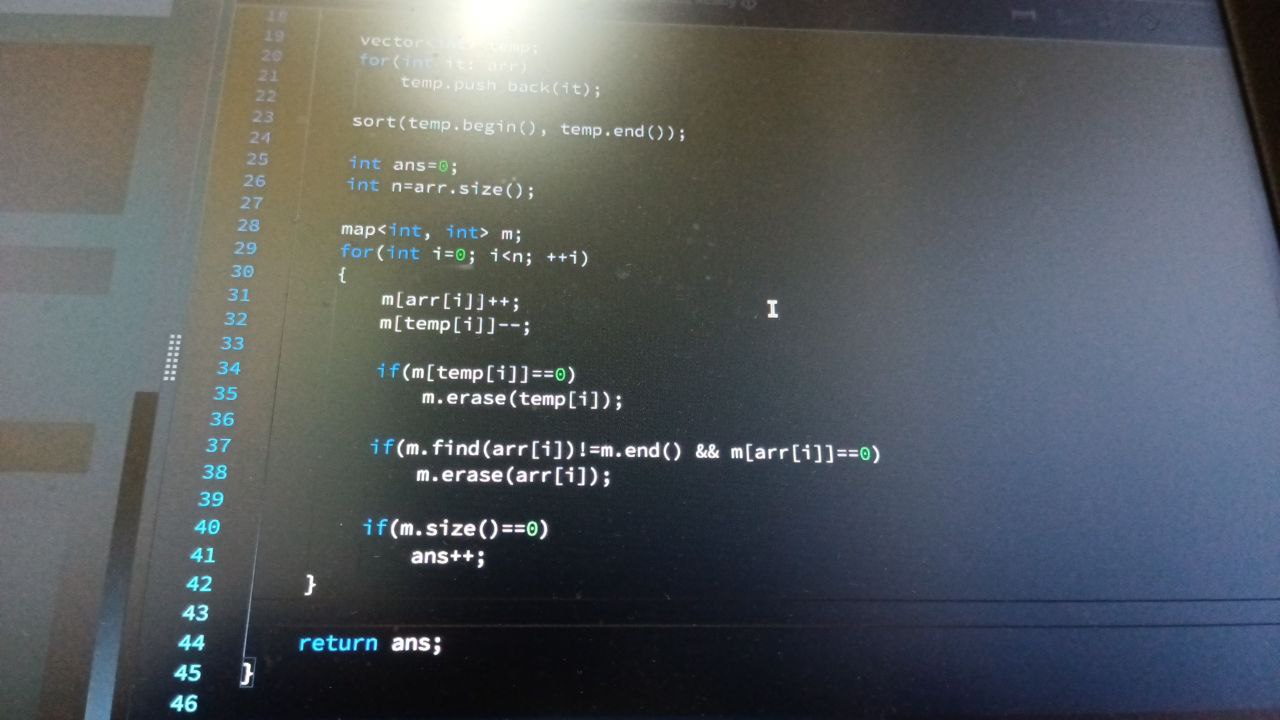 18
19 vector<int> temp;
20 for(int it: arr)
21 temp.push_back(it);
22
23 sort(temp.begin(), temp.end());
24
25 int ans=0;
26 int n=arr.size();
27
28 map<int, int> m;
29 for(int i=0; i<n; ++i)
30 {
31 m[arr[i]]++;
32 m[temp[i]]--;
33
34 if(m[temp[i]]==0)
35 m.erase(temp[i]);
36
37 if(m.find(arr[i])!=m.end() && m[arr[i]]==0)
38 m.erase(arr[i]);
39
40 if(m.size()==0)
41 ans++;
42 }
43
44 return ans;
45 }
46